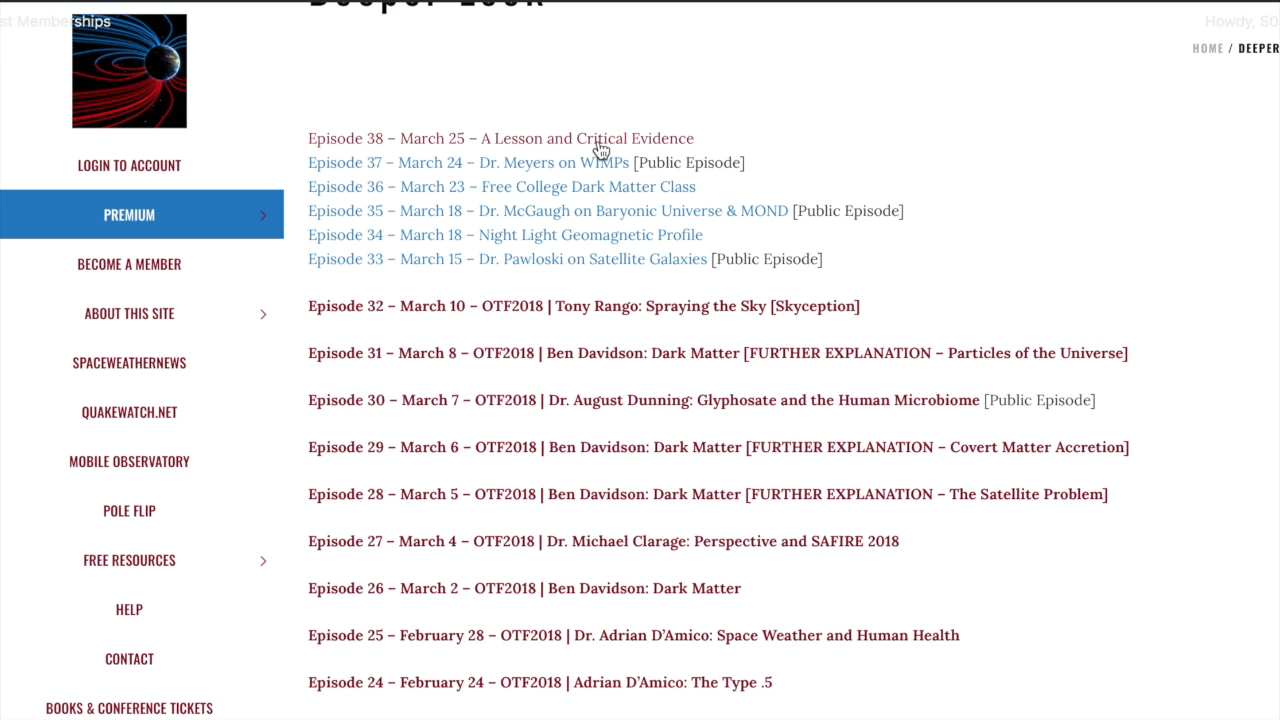 Deeper Look
st Memberships
Howdy, S0
HOME / DEEPER
LOGIN TO ACCOUNT
PREMIUM
BECOME A MEMBER
ABOUT THIS SITE
SPACEWEATHERNEWS
QUAKEWATCH.NET
MOBILE OBSERVATORY
POLE FLIP
FREE RESOURCES
HELP
CONTACT
BOOKS & CONFERENCE TICKETS
Episode 38 – March 25 – A Lesson and Critical Evidence
Episode 37 – March 24 – Dr. Meyers on WIMPs [Public Episode]
Episode 36 – March 23 – Free College Dark Matter Class
Episode 35 – March 18 – Dr. McGaugh on Baryonic Universe & MOND [Public Episode]
Episode 34 – March 18 – Night Light Geomagnetic Profile
Episode 33 – March 15 – Dr. Pawloski on Satellite Galaxies [Public Episode]
Episode 32 – March 10 – OTF2018 | Tony Rango: Spraying the Sky [Skyception]
Episode 31 – March 8 – OTF2018 | Ben Davidson: Dark Matter [FURTHER EXPLANATION – Particles of the Universe]
Episode 30 – March 7 – OTF2018 | Dr. August Dunning: Glyphosate and the Human Microbiome [Public Episode]
Episode 29 – March 6 – OTF2018 | Ben Davidson: Dark Matter [FURTHER EXPLANATION – Covert Matter Accretion]
Episode 28 – March 5 – OTF2018 | Ben Davidson: Dark Matter [FURTHER EXPLANATION – The Satellite Problem]
Episode 27 – March 4 – OTF2018 | Dr. Michael Clarage: Perspective and SAFIRE 2018
Episode 26 – March 2 – OTF2018 | Ben Davidson: Dark Matter
Episode 25 – February 28 – OTF2018 | Dr. Adrian D’Amico: Space Weather and Human Health
Episode 24 – February 24 – OTF2018 | Adrian D’Amico: The Type .5